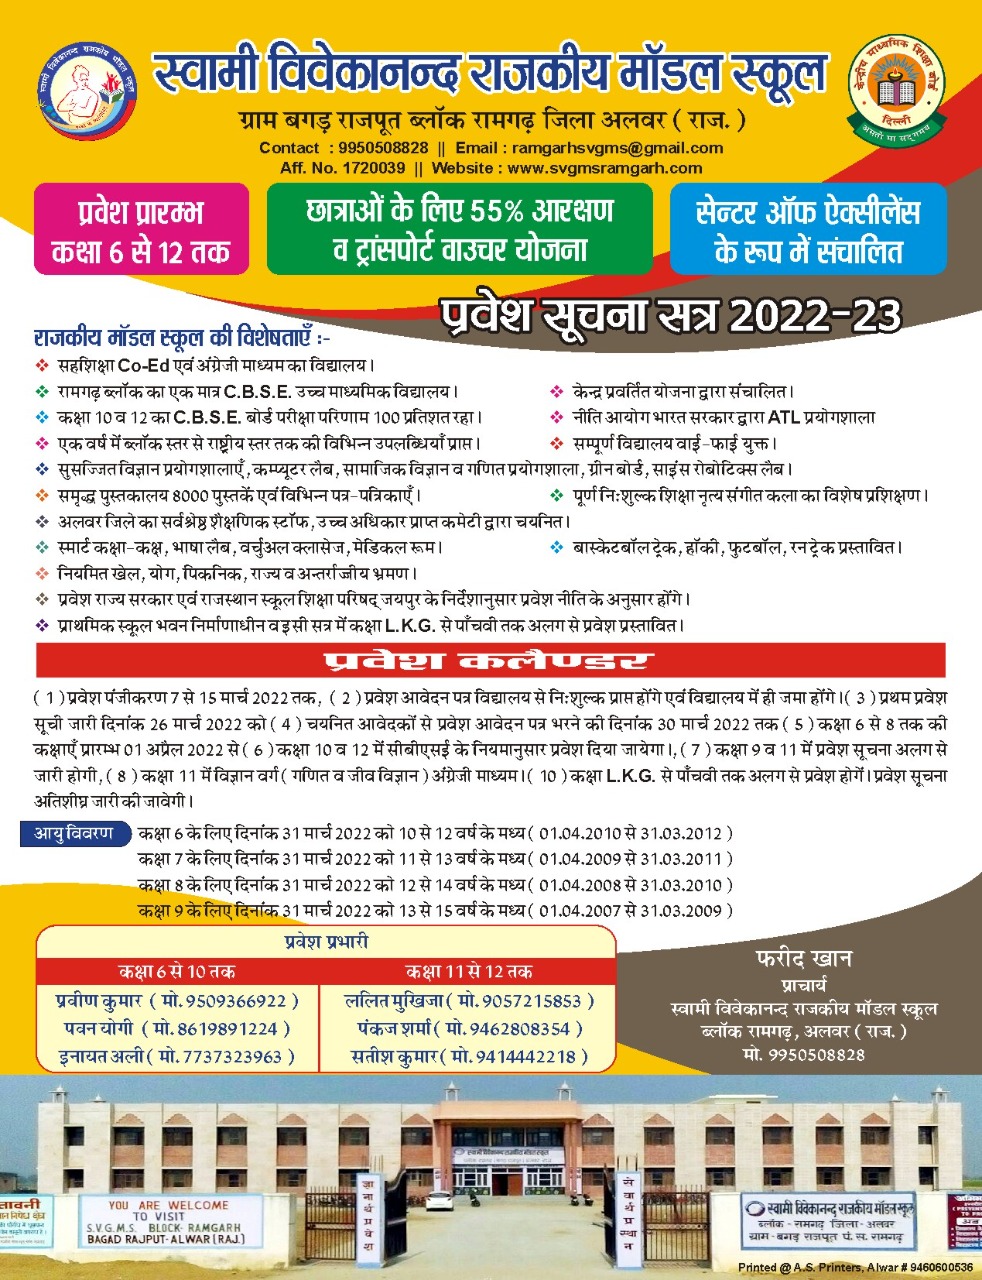 स्वामी विवेकानन्द राजकीय मॉडल स्कूल
ग्राम बगड़ राजपूत ब्लॉक रामगढ़ जिला अलवर ( राज. )
Contact : 9950508828 || Email : ramgarhsvgms@gmail.com
Aff. No. 1720039 || Website : www.svgmsramgarh.com
केन्द्रीय माध्यमिक शिक्षा बोर्ड
दिल्ली
असतो मा सद्गमय
प्रवेश प्रारम्भ
कक्षा 6 से 12 तक
छात्राओं के लिए 55% आरक्षण
व ट्रांसपोर्ट वाउचर योजना
सेन्टर ऑफ ऐक्सीलेंस
के रूप में संचालित
प्रवेश सूचना सत्र 2022-23
राजकीय मॉडल स्कूल की विशेषताएँ :-
सहशिक्षा Co-Ed एवं अंग्रेजी माध्यम का विद्यालय।
रामगढ़ ब्लॉक का एक मात्र C.B.S.E. उच्च माध्यमिक विद्यालय।
केन्द्र प्रवर्तित योजना द्वारा संचालित।
कक्षा 10 व 12 का C.B.S.E. बोर्ड परीक्षा परिणाम 100 प्रतिशत रहा।
नीति आयोग भारत सरकार द्वारा ATL प्रयोगशाला
एक वर्ष में ब्लॉक स्तर से राष्ट्रीय स्तर तक की विभिन्न उपलब्धियाँ प्राप्त।
सम्पूर्ण विद्यालय वाई-फाई युक्त।
सुसज्जित विज्ञान प्रयोगशालाएँ, कम्प्यूटर लैब, सामाजिक विज्ञान व गणित प्रयोगशाला, ग्रीन बोर्ड, साइंस रोबोटिक्स लैब।
समृद्ध पुस्तकालय 8000 पुस्तकें एवं विभिन्न पत्र-पत्रिकाएँ।
पूर्ण नि:शुल्क शिक्षा नृत्य संगीत कला का विशेष प्रशिक्षण।
अलवर जिले का सर्वश्रेष्ठ शैक्षणिक स्टॉफ, उच्च अधिकार प्राप्त कमेटी द्वारा चयनित।
स्मार्ट कक्षा-कक्ष, भाषा लैब, वर्चुअल क्लासेज, मेडिकल रूम।
बास्केटबॉल ट्रेक, हॉकी, फुटबॉल, रन ट्रेक प्रस्तावित।
नियमित खेल, योग, पिकनिक, राज्य व अन्तर्राज्यीय भ्रमण।
प्रवेश राज्य सरकार एवं राजस्थान स्कूल शिक्षा परिषद् जयपुर के निर्देशानुसार प्रवेश नीति के अनुसार होंगे।
प्राथमिक स्कूल भवन निर्माणाधीन व इसी सत्र में कक्षा L.K.G. से पाँचवी तक अलग से प्रवेश प्रस्तावित।
प्रवेश कलैण्डर
( 1 ) प्रवेश पंजीकरण 7 से 15 मार्च 2022 तक, ( 2 ) प्रवेश आवेदन पत्र विद्यालय से नि:शुल्क प्राप्त होंगे एवं विद्यालय में ही जमा होंगे। ( 3 ) प्रथम प्रवेश
सूची जारी दिनांक 26 मार्च 2022 को ( 4 ) चयनित आवेदकों से प्रवेश आवेदन पत्र भरने की दिनांक 30 मार्च 2022 तक ( 5 ) कक्षा 6 से 8 तक की
कक्षाएँ प्रारम्भ 01 अप्रैल 2022 से ( 6 ) कक्षा 10 व 12 में सीबीएसई के नियमानुसार प्रवेश दिया जायेगा।, ( 7 ) कक्षा 9 व 11 में प्रवेश सूचना अलग से
जारी होगी, ( 8 ) कक्षा 11 में विज्ञान वर्ग ( गणित व जीव विज्ञान ) अंग्रेजी माध्यम। ( 10 ) कक्षा L.K.G. से पाँचवी तक अलग से प्रवेश होगें। प्रवेश सूचना
अतिशीघ्र जारी की जावेगी।
आयु विवरण
कक्षा 6 के लिए दिनांक 31 मार्च 2022 को 10 से 12 वर्ष के मध्य ( 01.04.2010 से 31.03.2012 )
कक्षा 7 के लिए दिनांक 31 मार्च 2022 को 11 से 13 वर्ष के मध्य ( 01.04.2009 से 31.03.2011 )
कक्षा 8 के लिए दिनांक 31 मार्च 2022 को 12 से 14 वर्ष के मध्य ( 01.04.2008 से 31.03.2010 )
कक्षा 9 के लिए दिनांक 31 मार्च 2022 को 13 से 15 वर्ष के मध्य ( 01.04.2007 से 31.03.2009 )
प्रवेश प्रभारी
कक्षा 6 से 10 तक
प्रवीण कुमार ( मो. 9509366922 )
पवन योगी ( मो. 8619891224 )
इनायत अली ( मो. 7737323963 )
कक्षा 11 से 12 तक
ललित मुखिजा ( मो. 9057215853 )
पंकज शर्मा ( मो. 9462808354 )
सतीश कुमार ( मो. 9414442218 )
फरीद खान
प्राचार्य
स्वामी विवेकानन्द राजकीय मॉडल स्कूल
ब्लॉक रामगढ़, अलवर ( राज. )
मो. 9950508828
स्वामी विवेकानन्द राजकीय मॉडल स्कूल
YOU ARE WELCOME
TO VISIT
S.V.G.M.S. BLOCK-RAMGARH
BAGAD RAJPUT-ALWAR (RAJ.)
ज्ञानार्थ प्रवेश
सेवार्थ प्रस्थान
स्वामी विवेकानन्द राजकीय मॉडल स्कूल
ब्लॉक - रामगढ़ जिला - अलवर
ग्राम - बगड़ राजपूत पं. स. रामगढ़
Printed @ A.S. Printers, Alwar # 9460600536